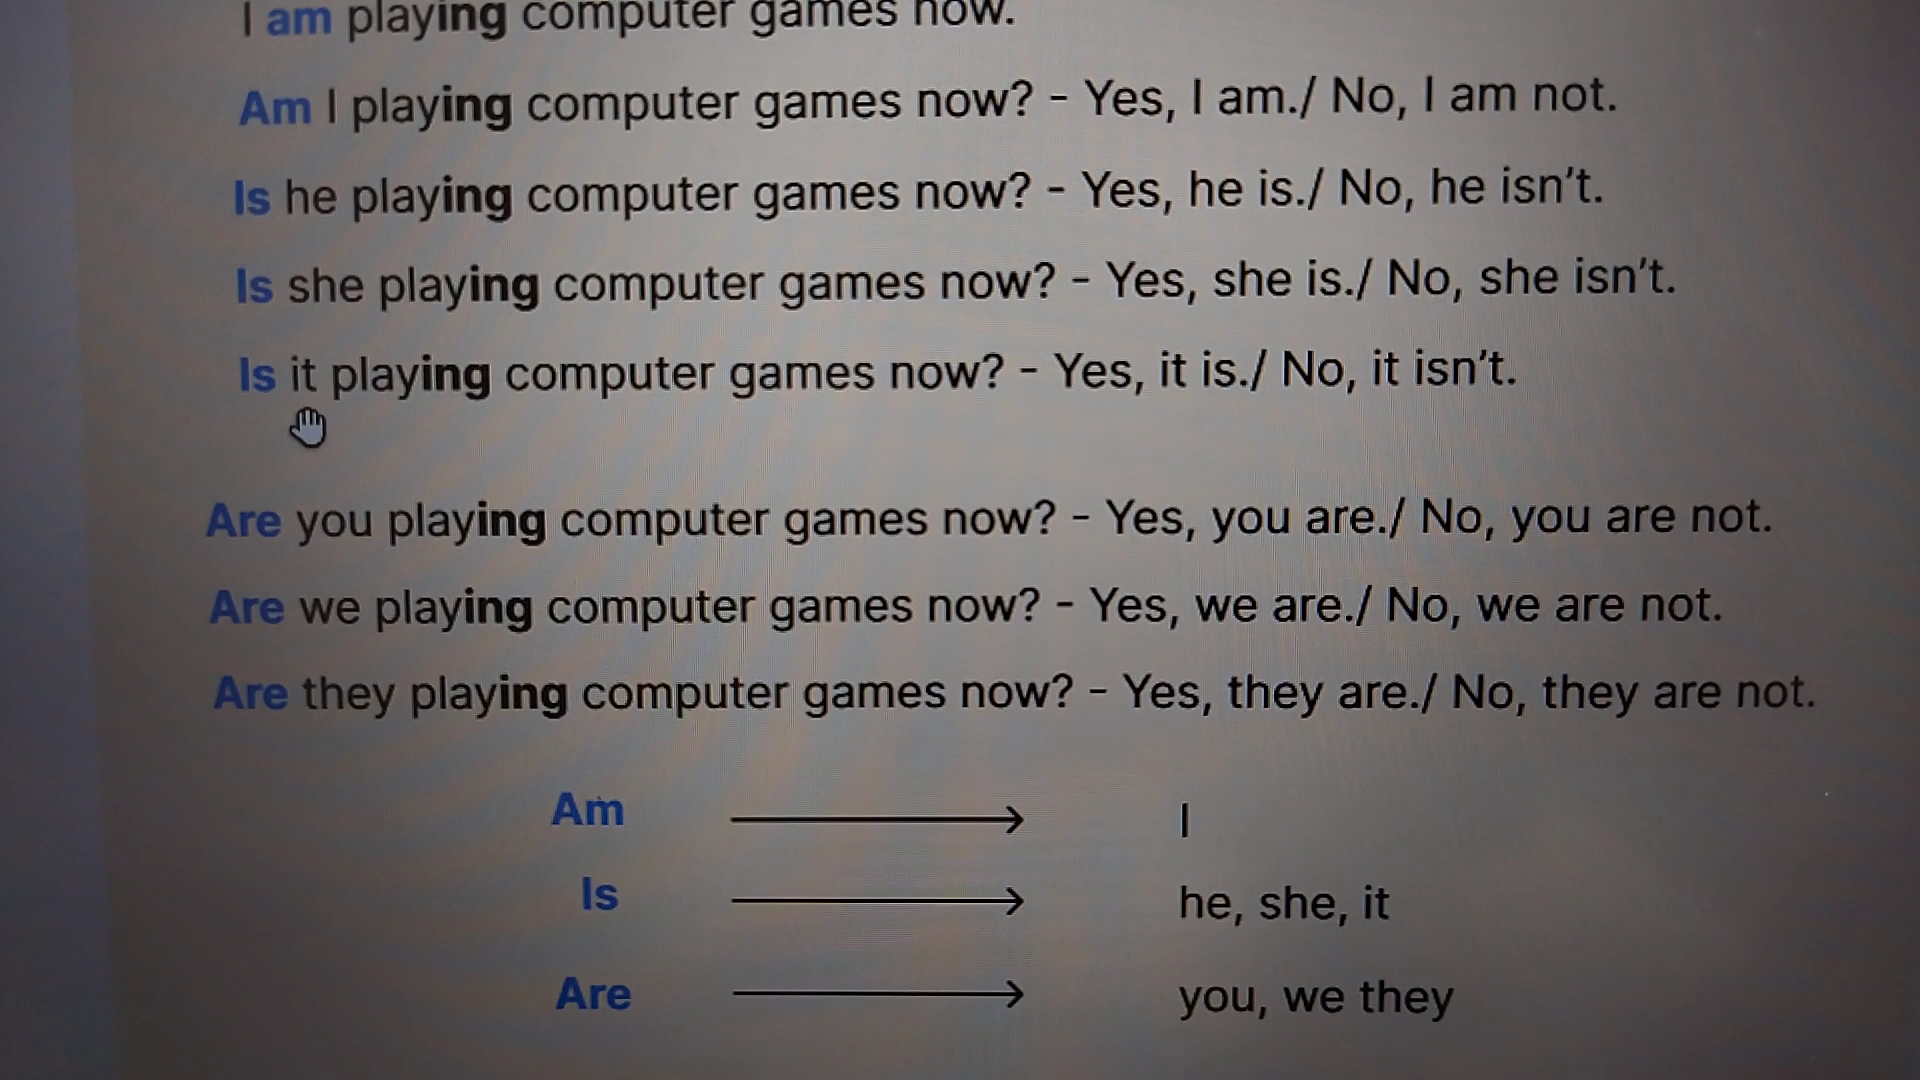 I am playing computer games now.
Am I playing computer games now? - Yes, I am./ No, I am not.
Is he playing computer games now? - Yes, he is./ No, he isn't.
Is she playing computer games now? - Yes, she is./ No, she isn't.
Is it playing computer games now? - Yes, it is./ No, it isn't.
Are you playing computer games now? - Yes, you are./ No, you are not.
Are we playing computer games now? - Yes, we are./ No, we are not.
Are they playing computer games now? - Yes, they are./ No, they are not.
Am → I
Is → he, she, it
Are → you, we they